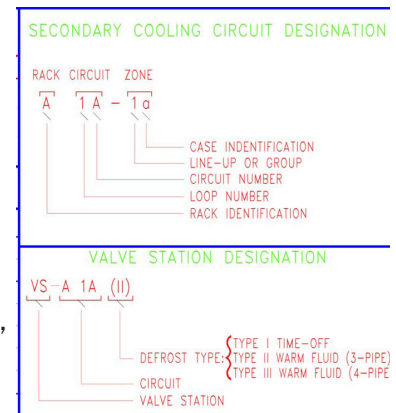 SECONDARY COOLING CIRCUIT DESIGNATION
RACK CIRCUIT ZONE
A 1 A - 1 a
CASE INDENTIFICATION
LINE-UP OR GROUP
CIRCUIT NUMBER
LOOP NUMBER
RACK IDENTIFICATION
VALVE STATION DESIGNATION
VS-A 1A (II)
TYPE I TIME-OFF
DEFROST TYPE: TYPE II WARM FLUID (3-PIPE)
TYPE III WARM FLUID (4-PIPE
CIRCUIT
VALVE STATION